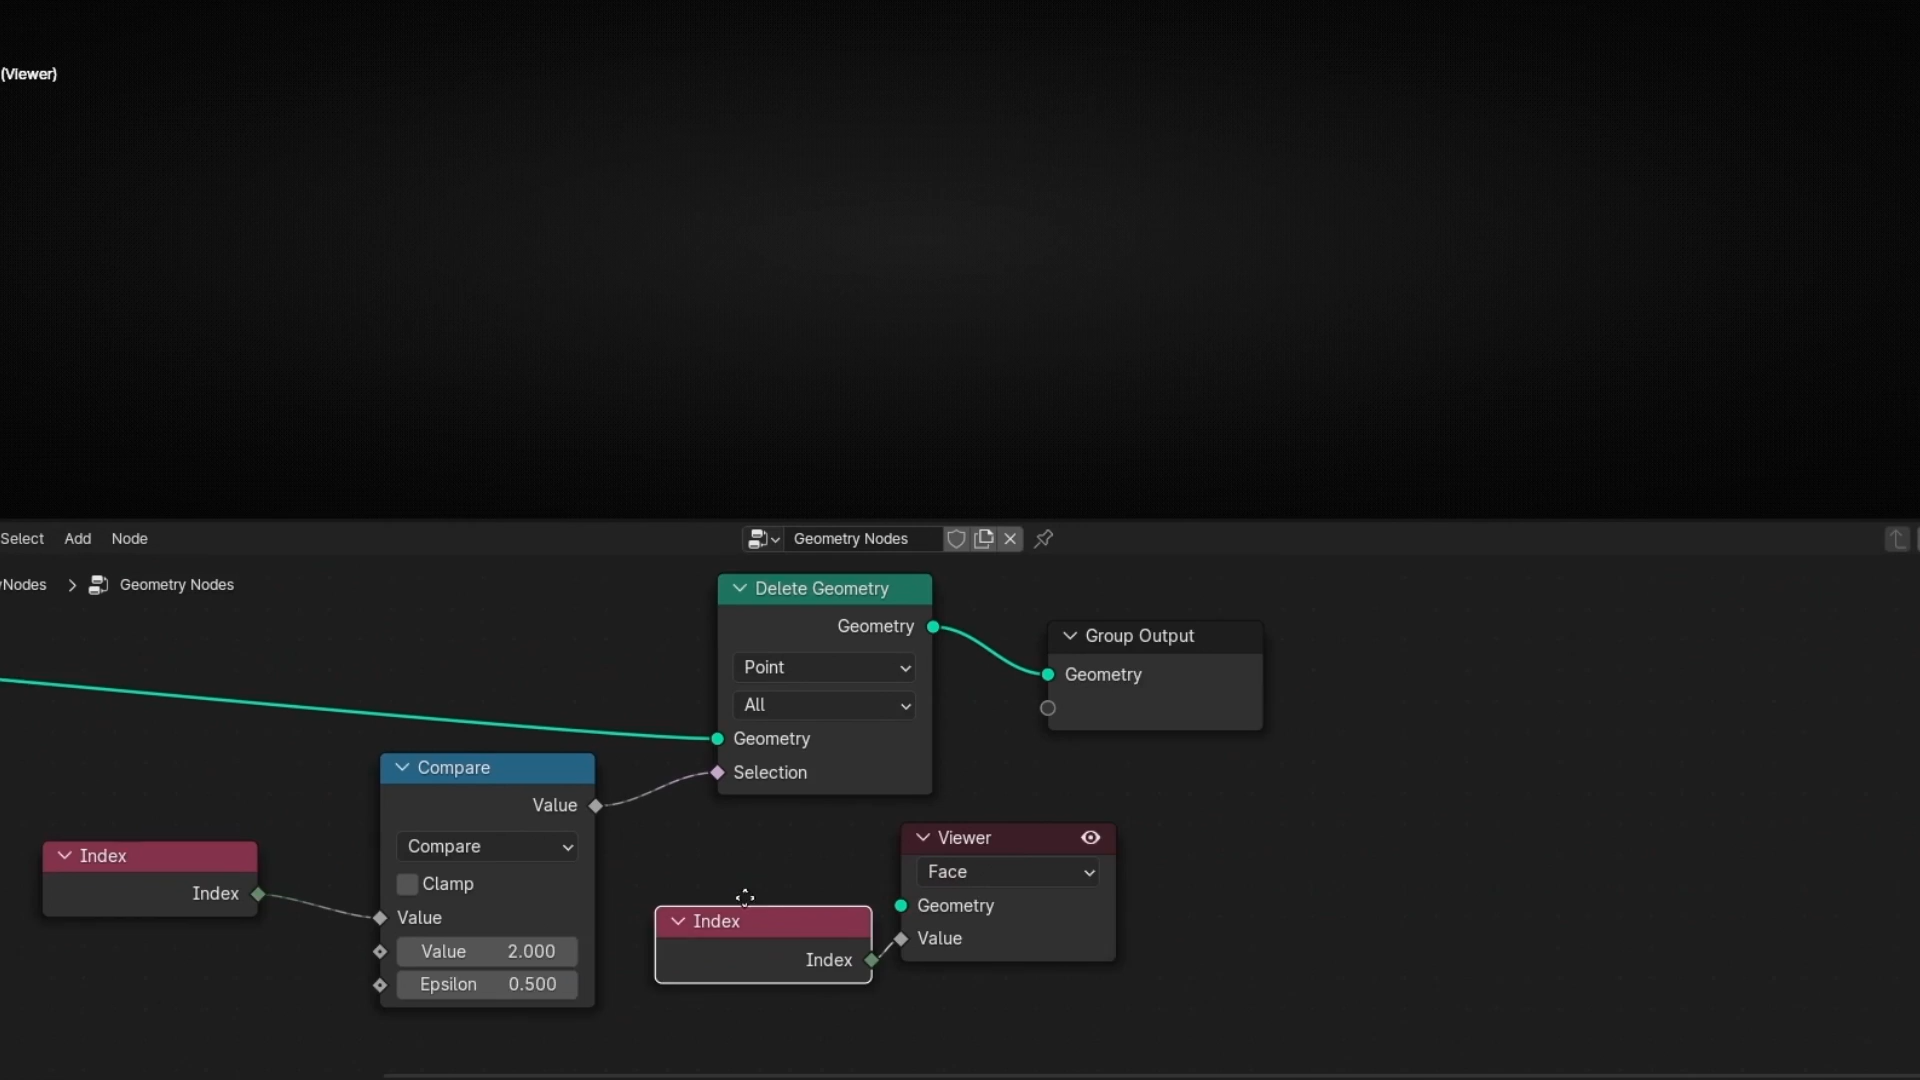 (Viewer)
Select Add Node
Geometry Nodes
Nodes > Geometry Nodes
Delete Geometry
Geometry
Point
All
Geometry
Selection
Group Output
Geometry
Compare
Value
Compare
Clamp
Value
Value 2.000
Epsilon 0.500
Index
Index
Viewer
Face
Geometry
Value
Index
Index